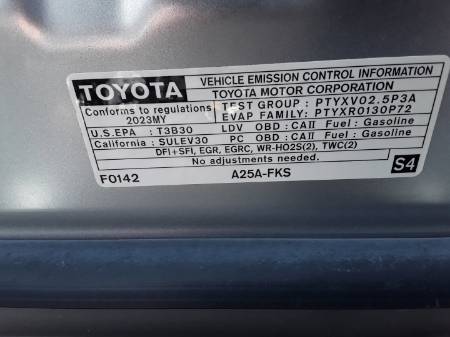 TOYOTA
VEHICLE EMISSION CONTROL INFORMATION
TOYOTA MOTOR CORPORATION
Conforms to regulations : 2023MY
TEST GROUP : PTYXV02.5P3A
EVAP FAMILY: PTYXR0130P72
U.S.EPA : T3B30 LDV OBD : CAII Fuel : Gasoline
California : SULEV30 PC OBD : CAII Fuel : Gasoline
DFI+SFI, EGR, EGRC, WR-HO2S(2), TWC(2)
No adjustments needed.
F0142 A25A-FKS S4